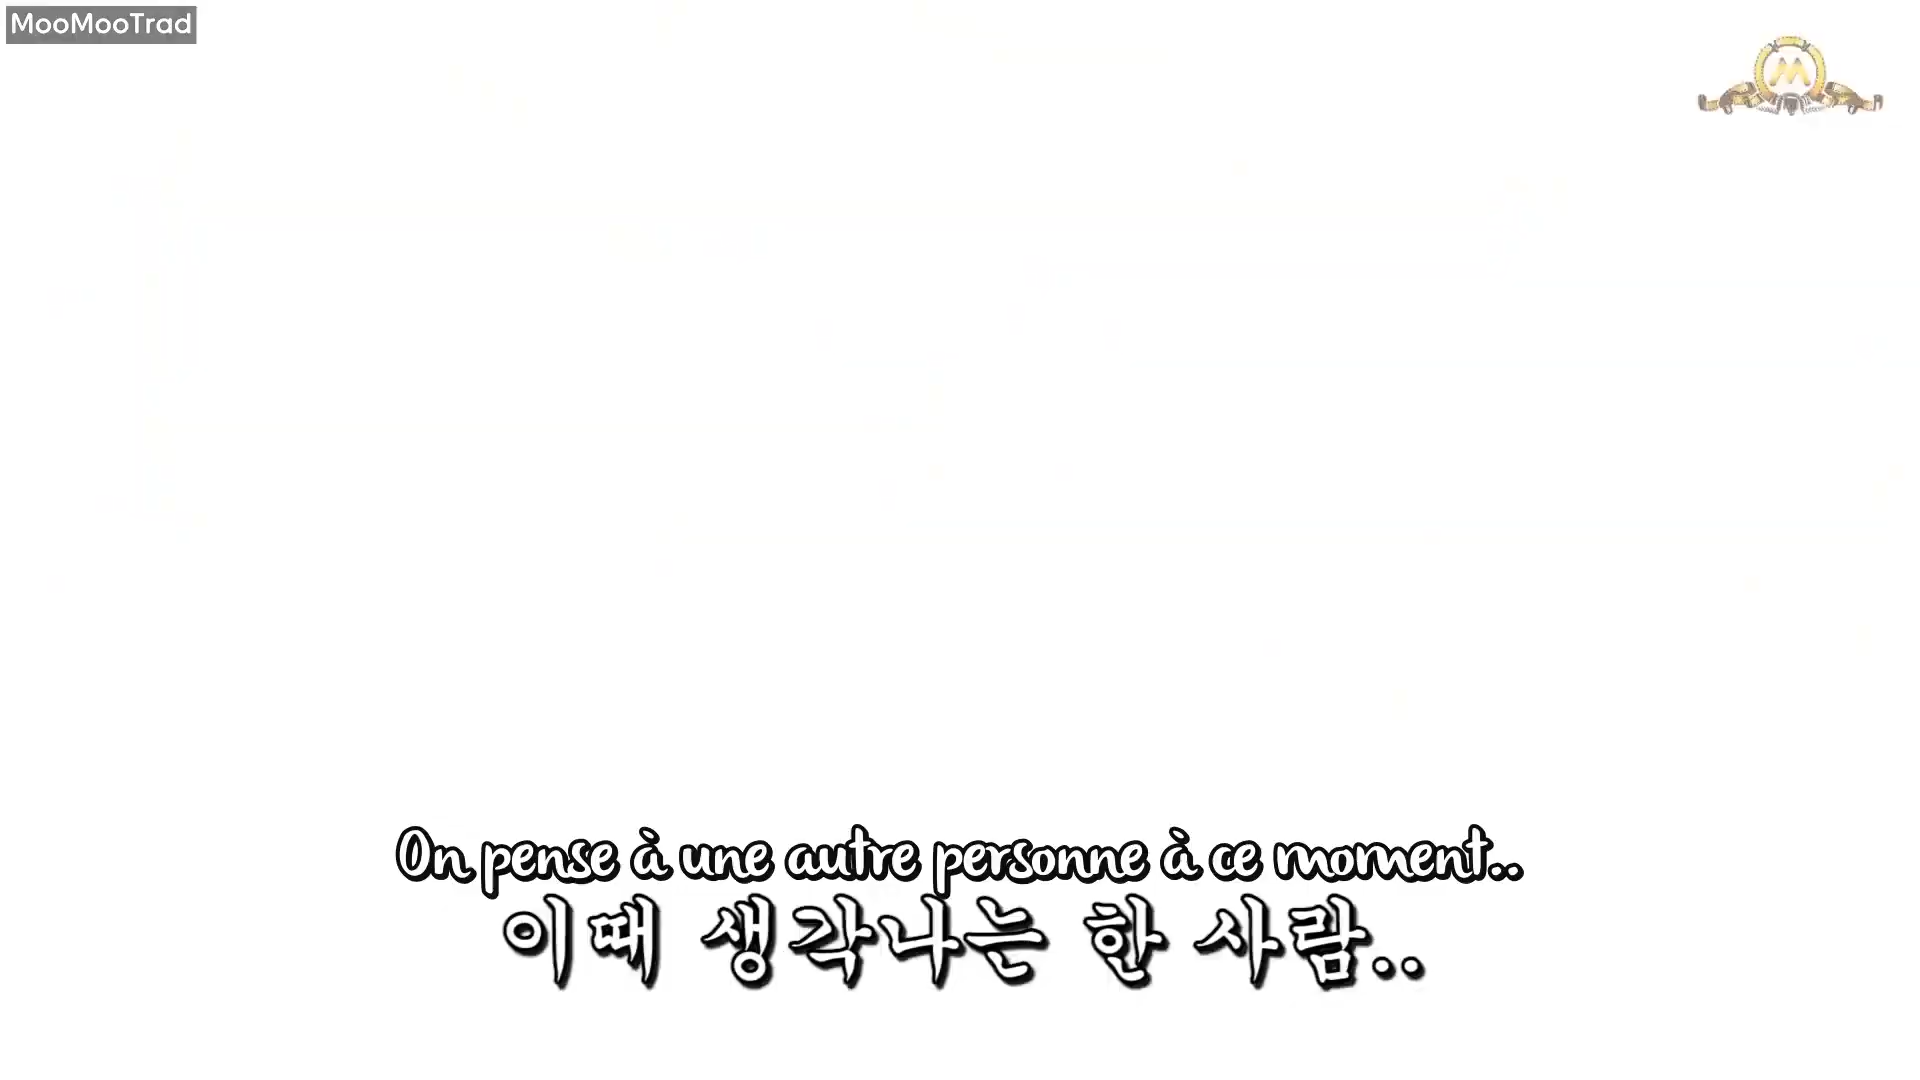 MooMooTrad
M
On pense à une autre personne à ce moment..
이때 생각나는 한 사람..